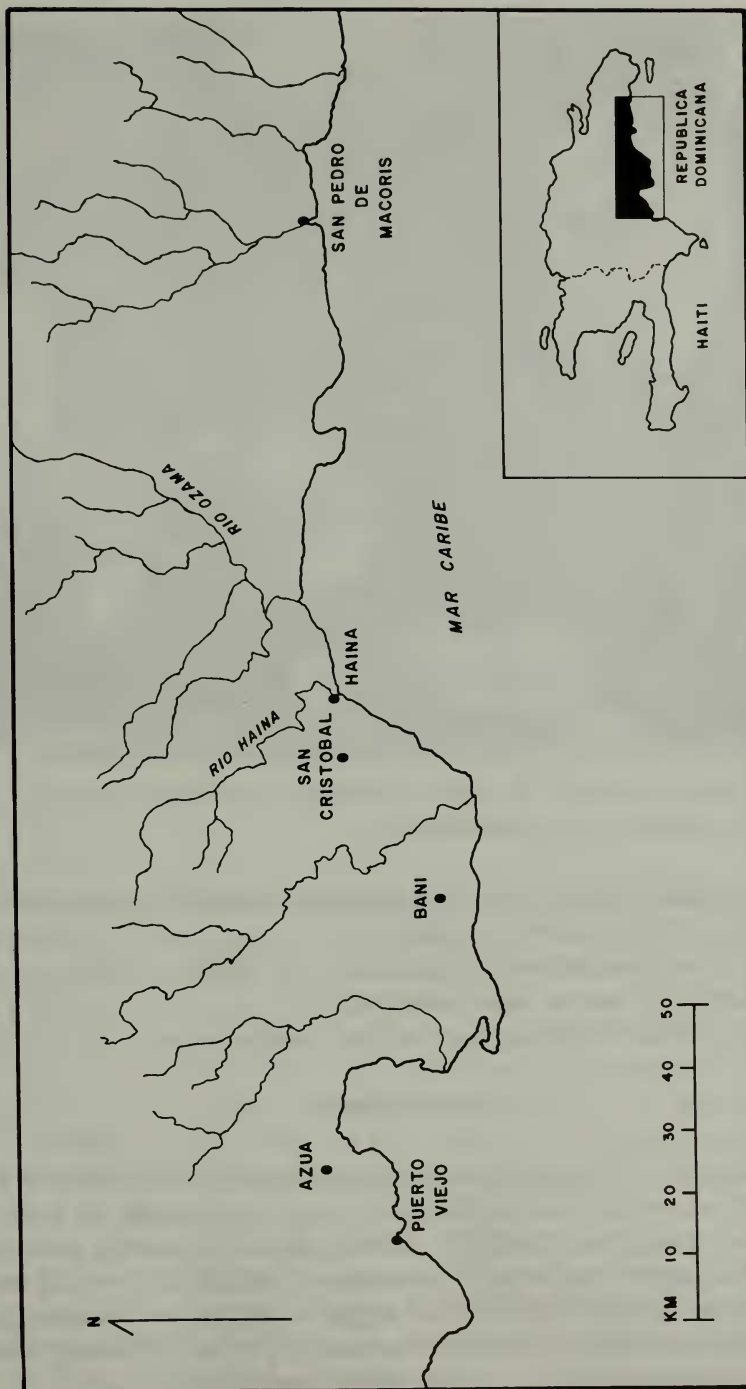 N
AZUA
PUERTO
VIEJO
KM 10 20 30 40 50
BANI
SAN
CRISTOBAL
RIO HAINA
HAINA
RIO OZAMA
MAR CARIBE
SAN PEDRO
DE
MACORIS
HAITI
REPUBLICA
DOMINICANA